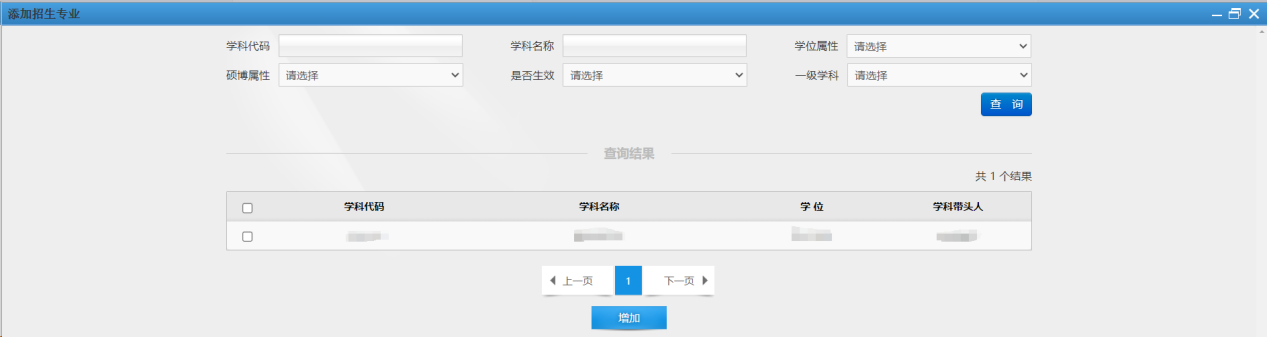 添加招生专业
学科代码 学科名称 学位属性 请选择
硕博属性 请选择 是否生效 请选择 一级学科 请选择
查 询
查询结果
共 1 个结果
学科代码 学科名称 学 位 学科带头人
上一页 1 下一页
增加